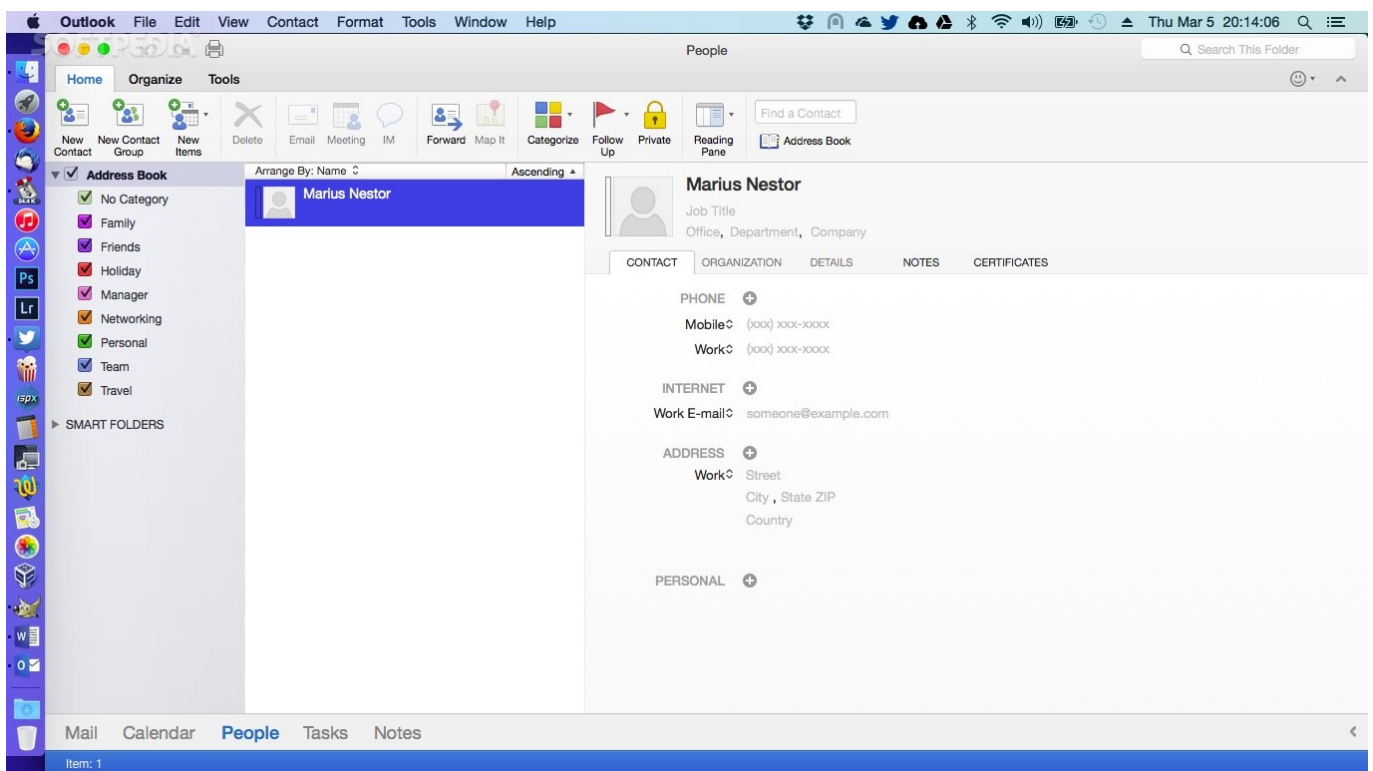 Outlook File Edit View Contact Format Tools Window Help Thu Mar 5 20:14:06
SOFTPEDIA
People
Search This Folder
Home Organize Tools
New Contact
New Contact Group
New Items
Delete
Email
Meeting
IM
Forward
Map It
Categorize
Follow Up
Private
Reading Pane
Find a Contact
Address Book
Address Book
No Category
Family
Friends
Holiday
Manager
Networking
Personal
Team
Travel
SMART FOLDERS
Arrange By: Name Ascending
Marius Nestor
Marius Nestor
Job Title
Office, Department, Company
CONTACT ORGANIZATION DETAILS NOTES CERTIFICATES
PHONE
Mobile (xxx) xxx-xxxx
Work (xxx) xxx-xxxx
INTERNET
Work E-mail someone@example.com
ADDRESS
Work Street
City , State ZIP
Country
PERSONAL
Ps
Lr
W
O
Mail Calendar People Tasks Notes
Item: 1